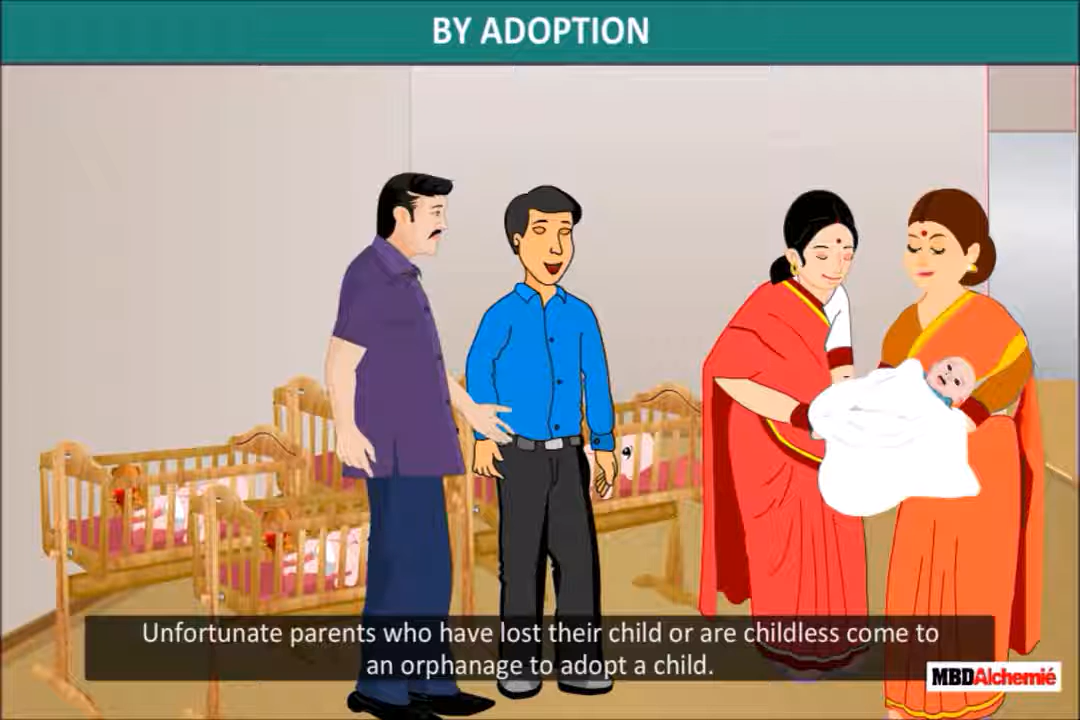 BY ADOPTION
Unfortunate parents who have lost their child or are childless come to
an orphanage to adopt a child.
MBDAlchemié